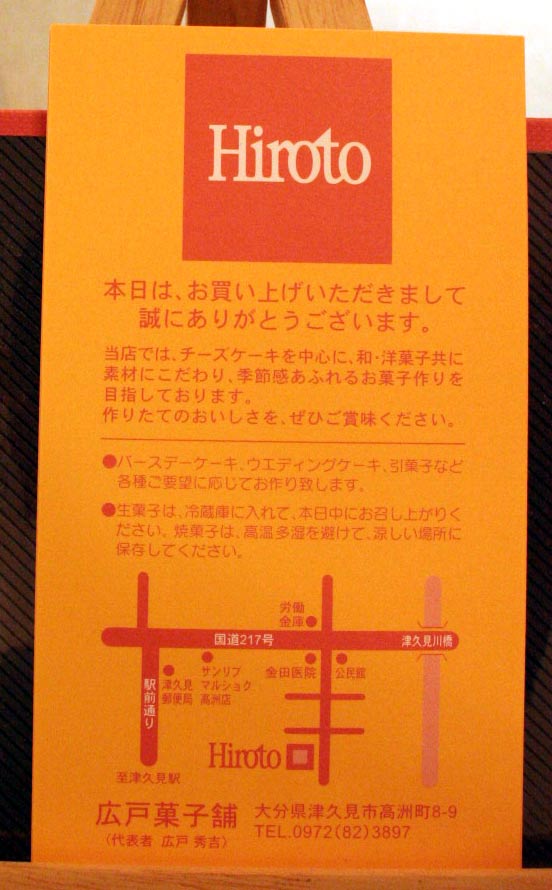 Hiroto
本日は、お買い上げいただきまして
誠にありがとうございます。
当店では、チーズケーキを中心に、和・洋菓子共に
素材にこだわり、季節感あふれるお菓子作りを
目指しております。
作りたてのおいしさを、ぜひご賞味ください。
●バースデーケーキ、ウエディングケーキ、引菓子など
各種ご要望に応じてお作り致します。
●生菓子は、冷蔵庫に入れて、本日中にお召し上がりく
ださい。焼菓子は、高温多湿を避けて、涼しい場所に
保存してください。
労働
金庫
国道217号
津久見川橋
駅前通り
津久見
郵便局
サンリブ
マルショク
高洲店
金田医院
公民館
Hiroto
至津久見駅
広戸菓子舗
（代表者 広戸 秀吉）
大分県津久見市高洲町8-9
TEL.0972(82)3897